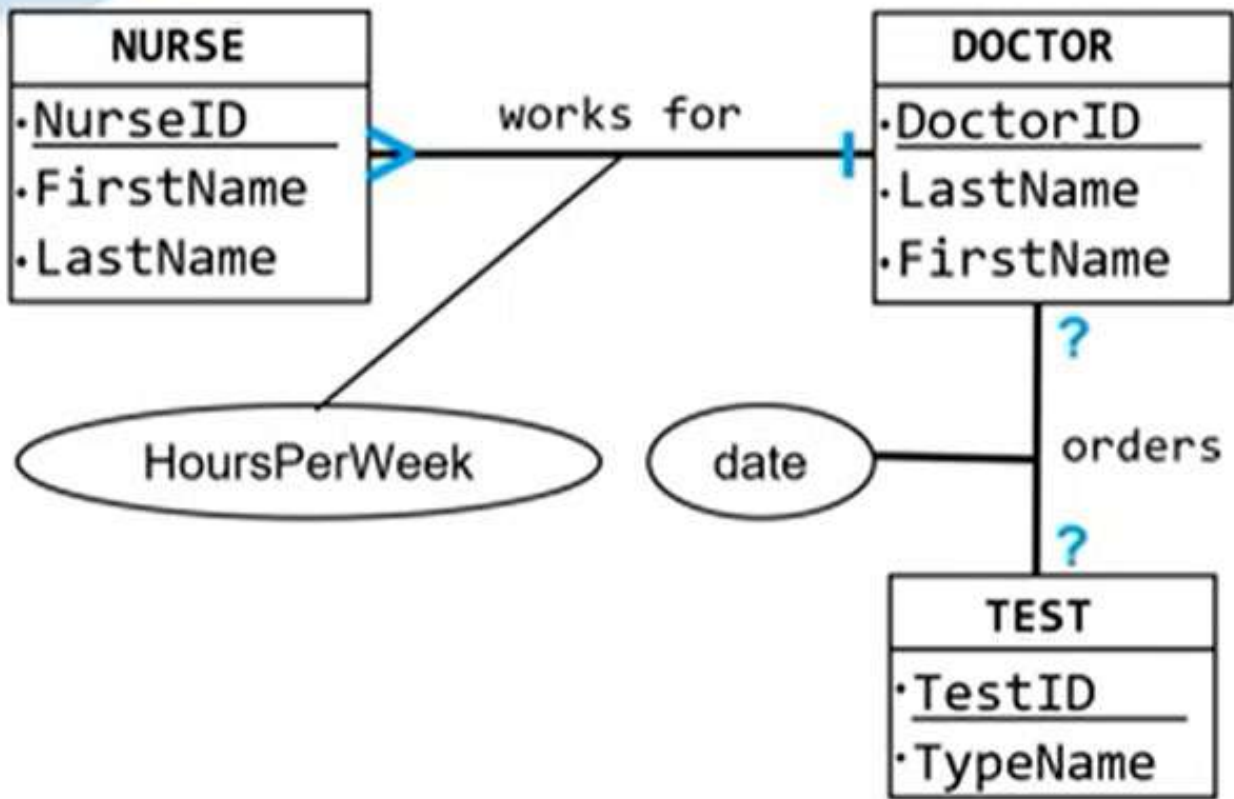 NURSE
·NurseID
·FirstName
·LastName
works for
DOCTOR
·DoctorID
·LastName
·FirstName
HoursPerWeek
date
?
orders
?
TEST
·TestID
·TypeName